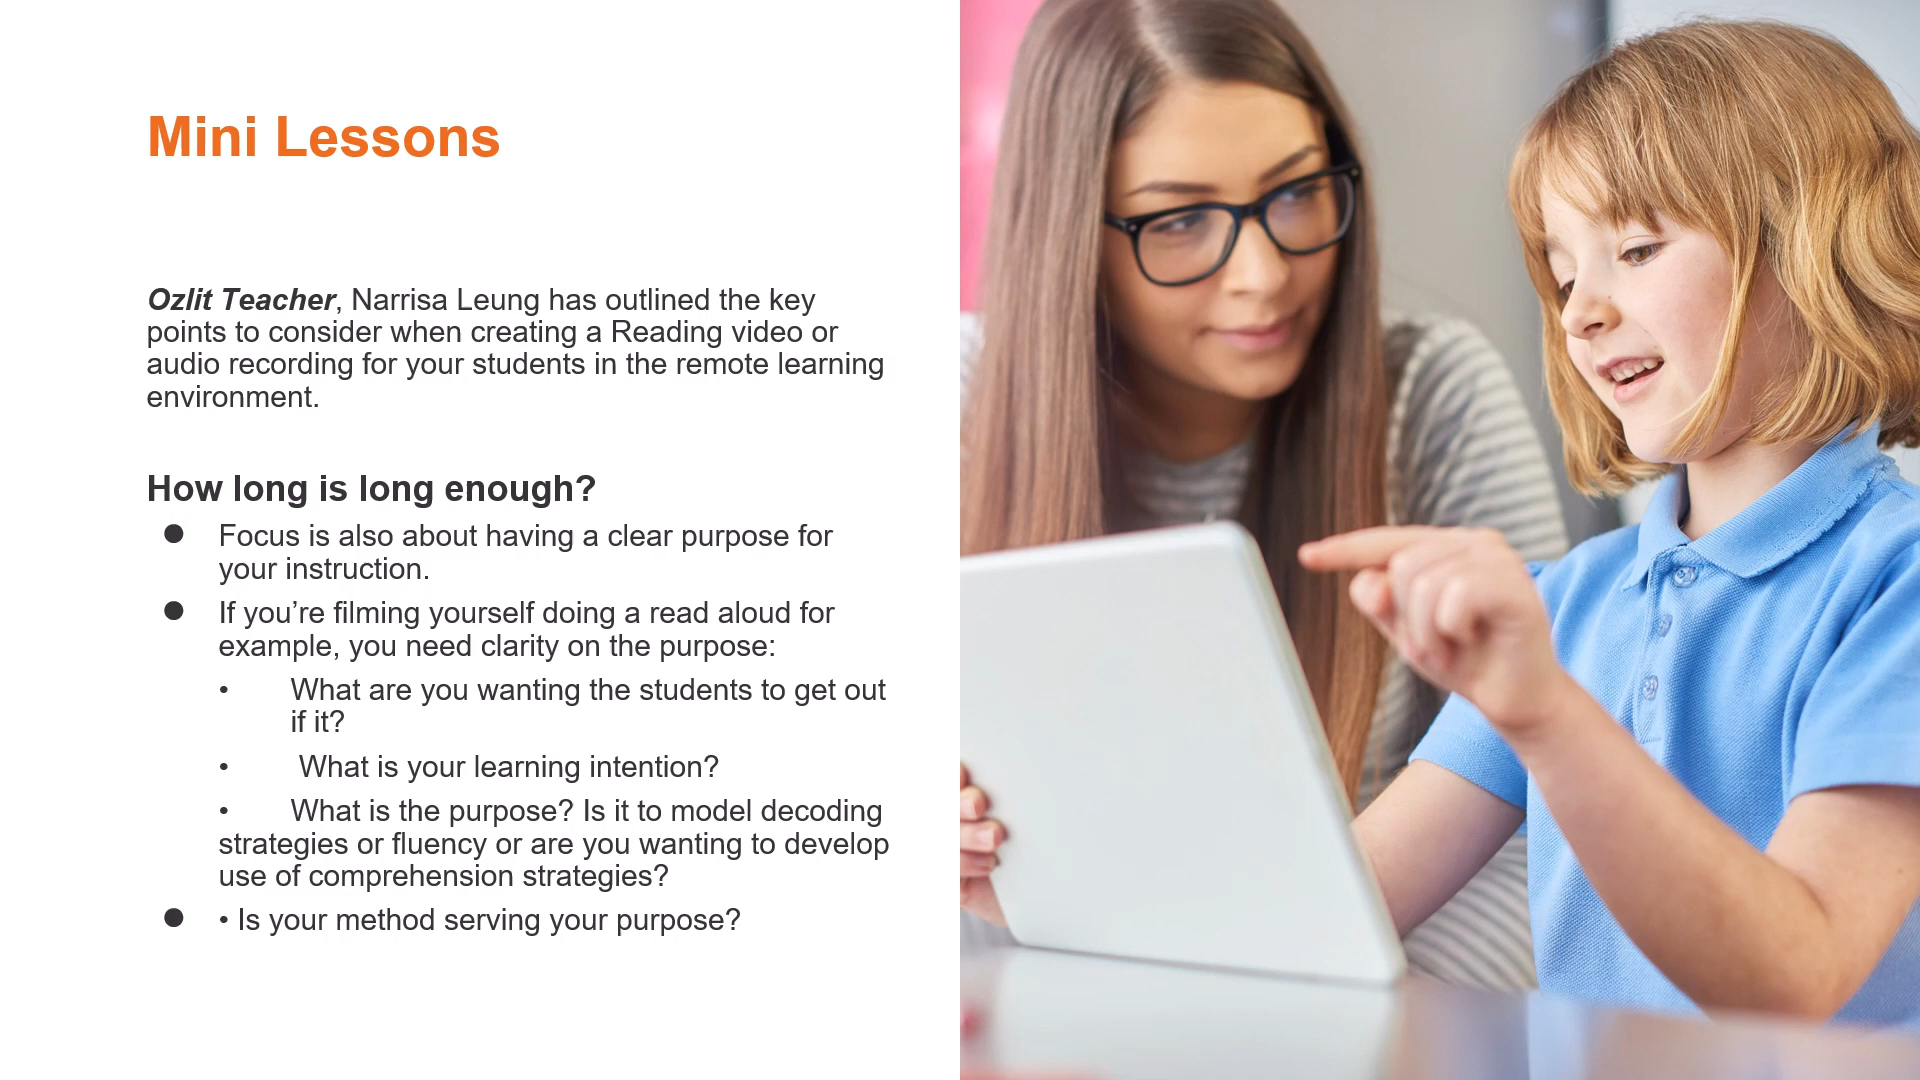 Mini Lessons
Ozlit Teacher, Narrisa Leung has outlined the key
points to consider when creating a Reading video or
audio recording for your students in the remote learning
environment.
How long is long enough?
● Focus is also about having a clear purpose for
your instruction.
● If you’re filming yourself doing a read aloud for
example, you need clarity on the purpose:
• What are you wanting the students to get out
if it?
• What is your learning intention?
• What is the purpose? Is it to model decoding
strategies or fluency or are you wanting to develop
use of comprehension strategies?
● • Is your method serving your purpose?